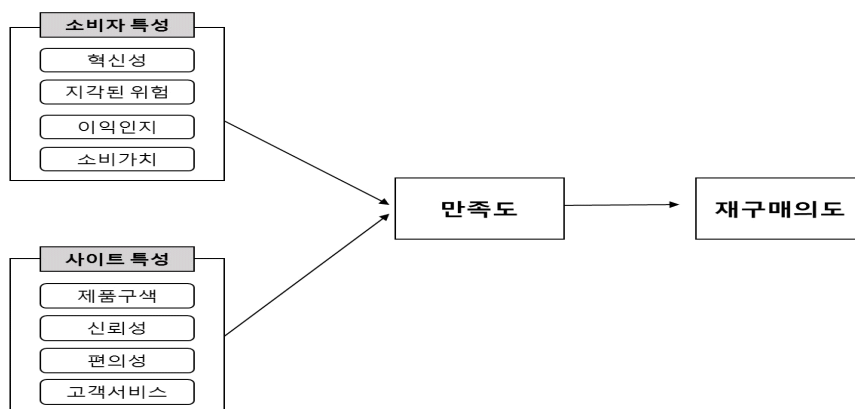 소비자 특성
혁신성
지각된 위험
이익인지
소비가치
만족도
재구매의도
사이트 특성
제품구색
신뢰성
편의성
고객서비스